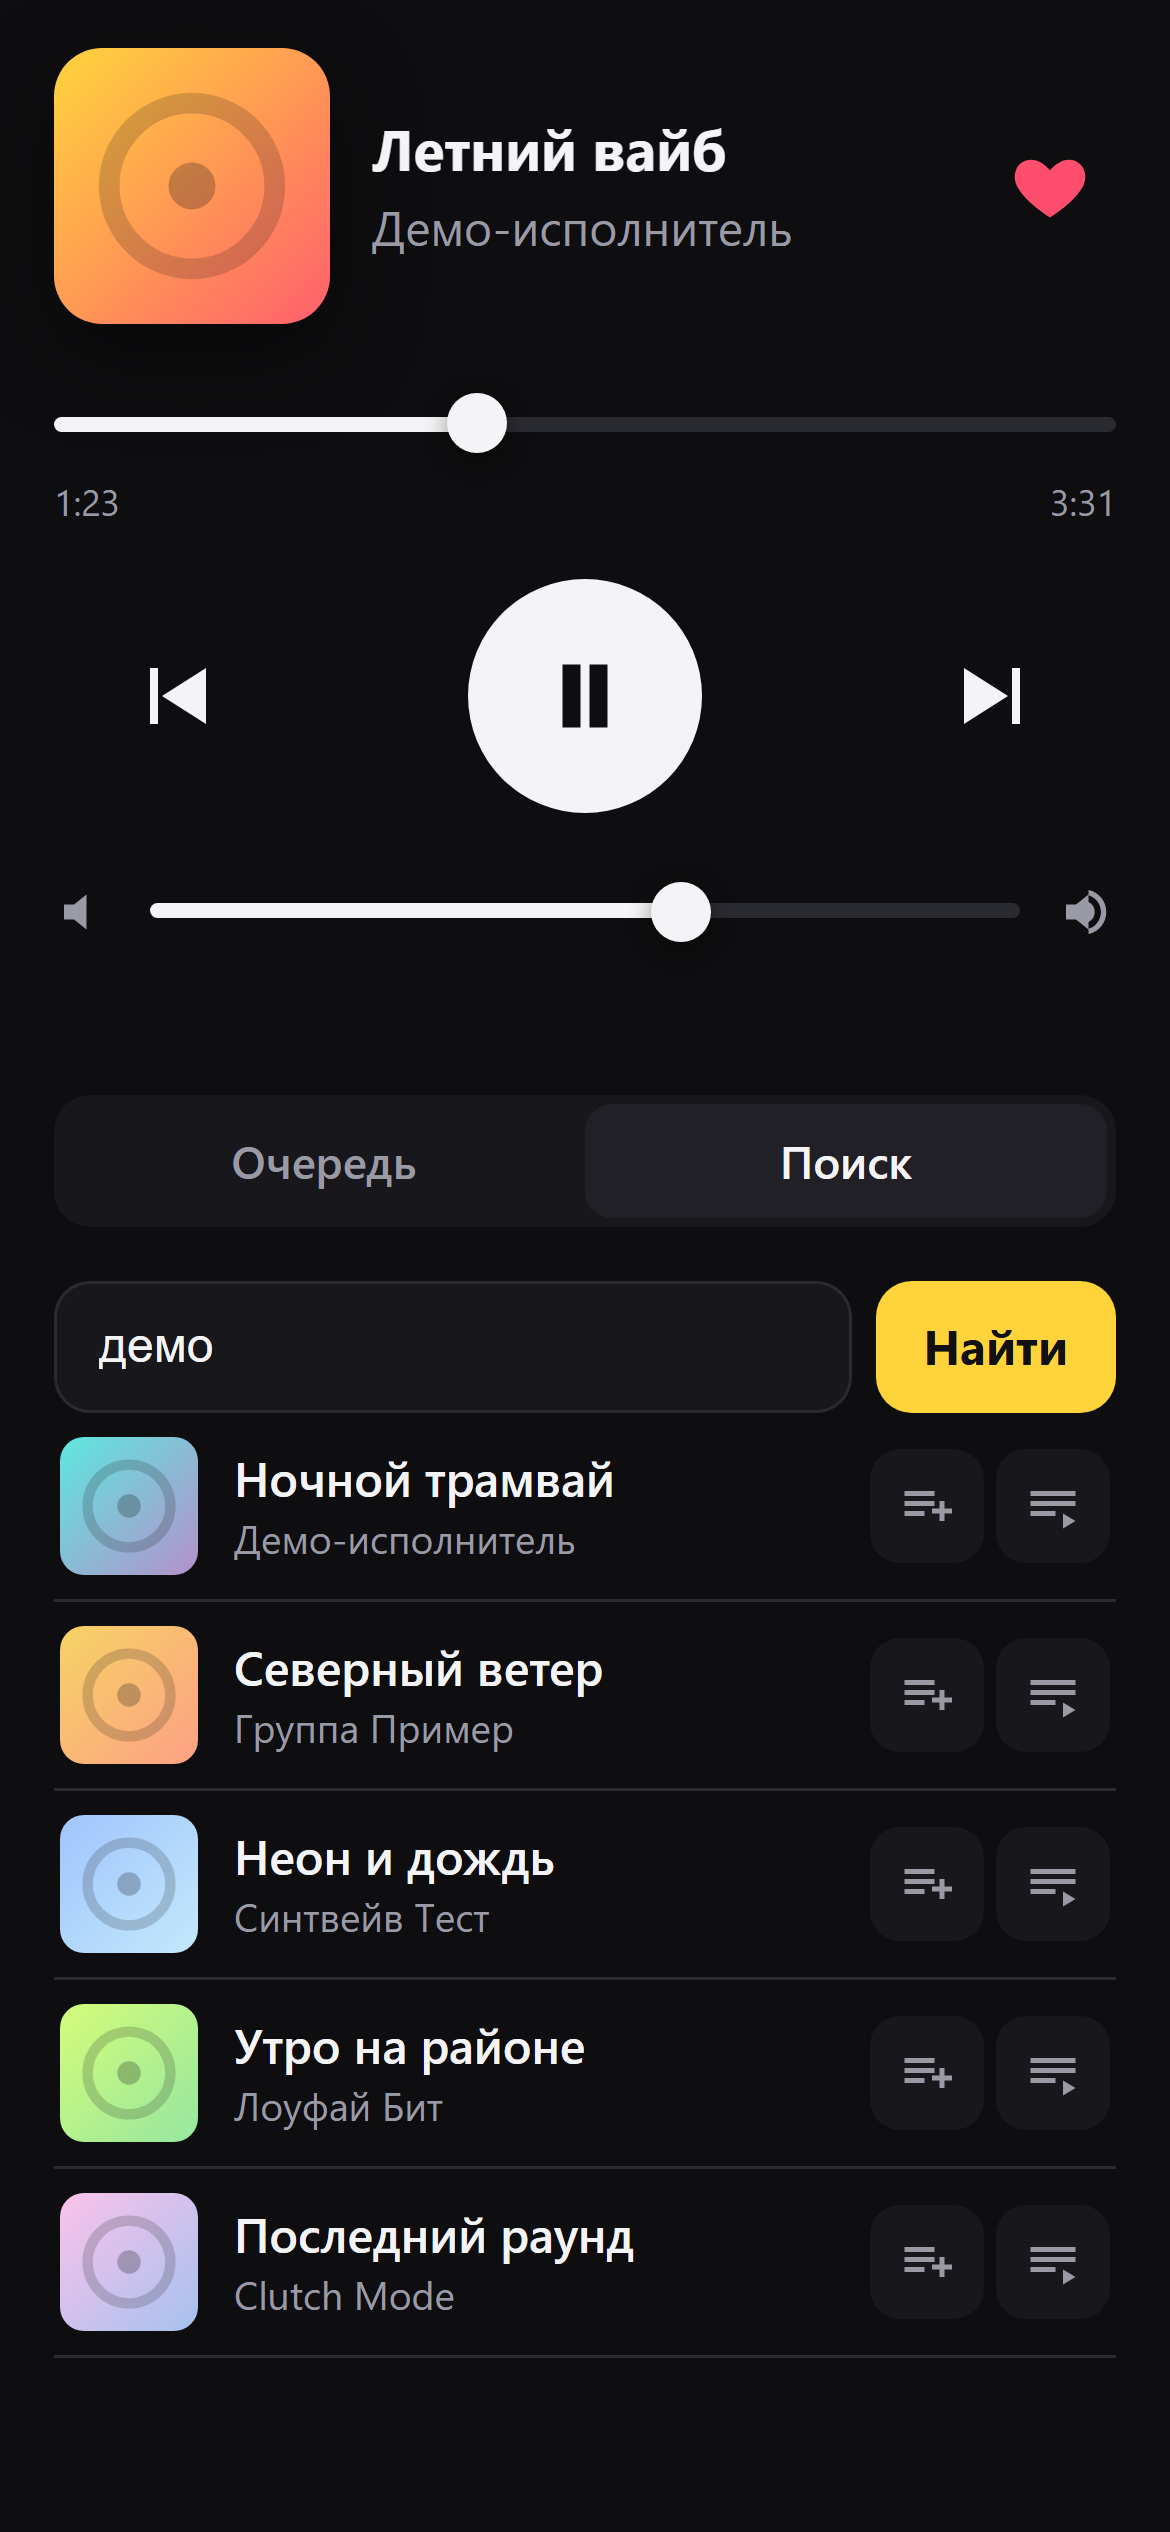 Летний вайб
Демо-исполнитель
1:23
3:31
Очередь
Поиск
демо
Найти
Ночной трамвай
Демо-исполнитель
Северный ветер
Группа Пример
Неон и дождь
Синтвейв Тест
Утро на районе
Лоуфай Бит
Последний раунд
Clutch Mode